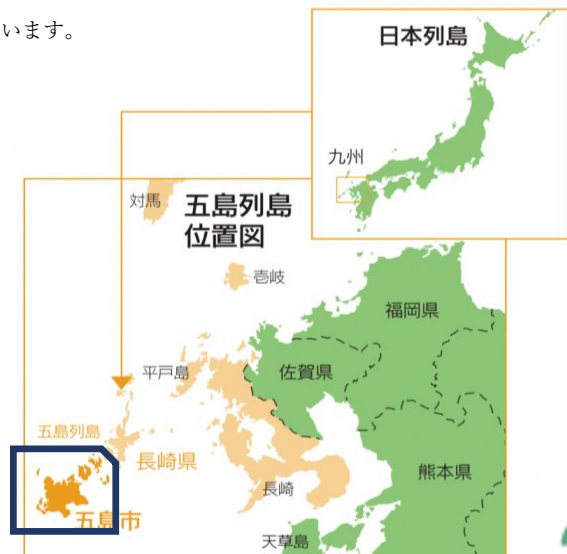 います。
日本列島
九州
対馬
五島列島
位置図
壱岐
福岡県
平戸島
佐賀県
五島列島
長崎県
熊本県
長崎
五島市
天草島